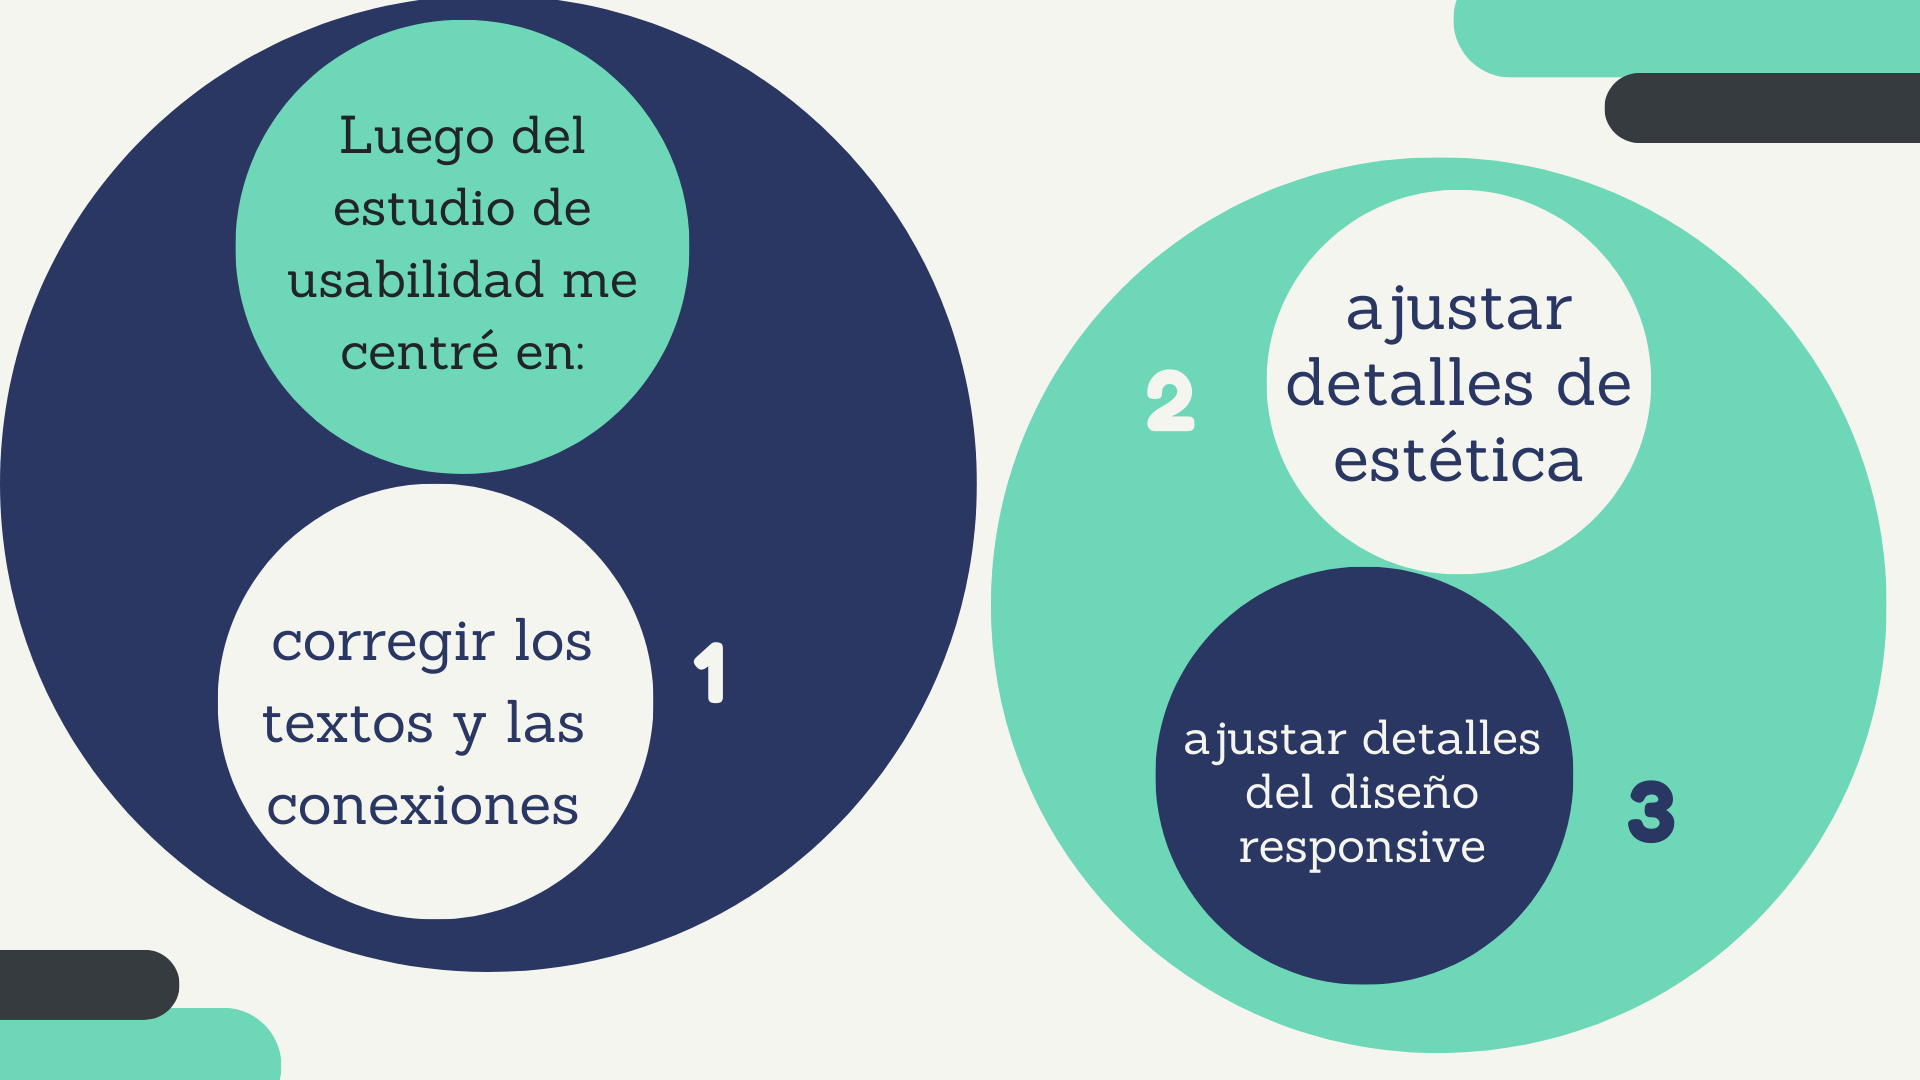 Luego del
estudio de
usabilidad me
centré en:
corregir los
textos y las
conexiones
1
2
ajustar
detalles de
estética
ajustar detalles
del diseño
responsive
3